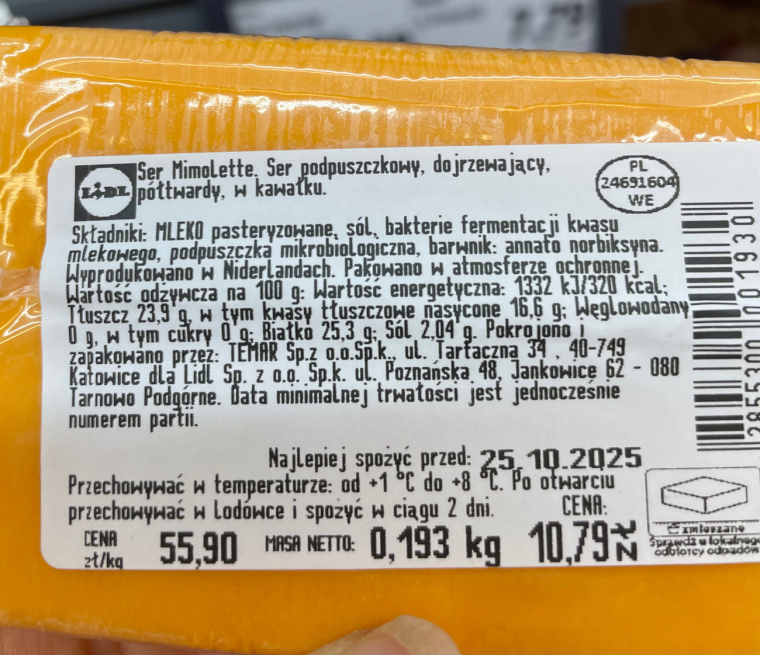 LIDL
Ser Mimolette. Ser podpuszczkowy, dojrzewający,
półtwardy, w kawałku.
PL
24691604
WE
Składniki: MLEKO pasteryzowane, sól, bakterie fermentacji kwasu
mlekowego, podpuszczka mikrobiologiczna, barwnik: annato norbiksyna.
Wyprodukowano w Niderlandach. Pakowano w atmosferze ochronnej.
Wartość odżywcza na 100 g: Wartość energetyczna: 1332 kJ/320 kcal;
Tłuszcz 23,9 g, w tym kwasy tłuszczowe nasycone 16,6 g; Węglowodany
0 g, w tym cukry 0 g; Białko 25,3 g; Sól 2,04 g. Pokrojono i
zapakowano przez: TEMAR Sp.z o.o.Sp.k., ul. Tartaczna 34 , 40-749
Katowice dla Lidl Sp. z o.o. Sp.k. ul. Poznańska 48, Jankowice 62 - 080
Tarnowo Podgórne. Data minimalnej trwałości jest jednocześnie
numerem partii.
Najlepiej spożyć przed: 25.10.2025
Przechowywać w temperaturze: od +1 °C do +8 °C. Po otwarciu
przechowywać w lodówce i spożyć w ciągu 2 dni.
CENA:
CENA
zł/kg
55,90
MASA NETTO: 0,193 kg
10,79 zł
zmieszane
Sprawdź u lokalnego
odbiorcy odpadów